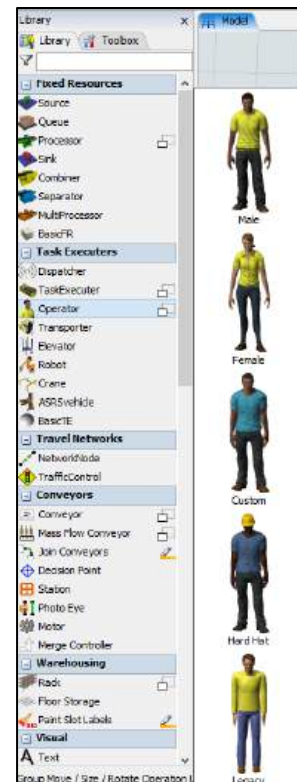 Library
x
Model
Library
Toolbox
Fixed Resources
Source
Queue
Processor
Sink
Combiner
Separator
MultiProcessor
BasicFR
Task Executers
Dispatcher
TaskExecuter
Operator
Transporter
Elevator
Robot
Crane
ASRSvehicle
BasicTE
Travel Networks
NetworkNode
TrafficControl
Conveyors
Conveyor
Mass Flow Conveyor
Join Conveyors
Decision Point
Station
Photo Eye
Motor
Merge Controller
Warehousing
Rack
Floor Storage
Paint Slot Labels
Visual
A Text
Group Move / Size / Rotate Operation
Male
Female
Custom
Hard Hat
Legacy